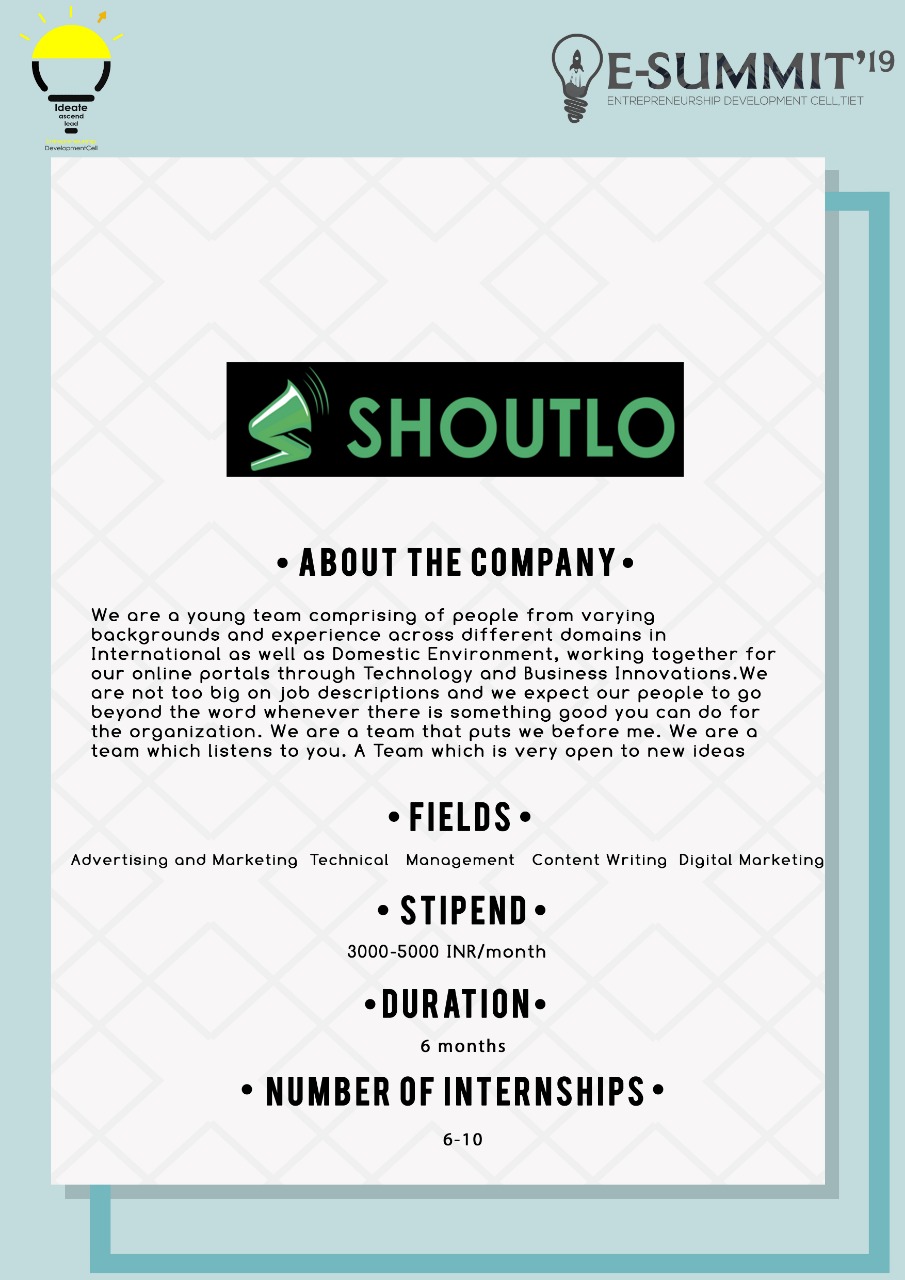 Ideate
ascend
lead
DevelopmentCell
E-SUMMIT'19
ENTREPRENEURSHIP DEVELOPMENT CELL,TIET
SHOUTLO
• ABOUT THE COMPANY •
We are a young team comprising of people from varying
backgrounds and experience across different domains in
International as well as Domestic Environment, working together for
our online portals through Technology and Business Innovations.We
are not too big on job descriptions and we expect our people to go
beyond the word whenever there is something good you can do for
the organization. We are a team that puts we before me. We are a
team which listens to you. A Team which is very open to new ideas
• FIELDS •
Advertising and Marketing Technical Management Content Writing Digital Marketing
• STIPEND •
3000-5000 INR/month
• DURATION •
6 months
• NUMBER OF INTERNSHIPS •
6-10